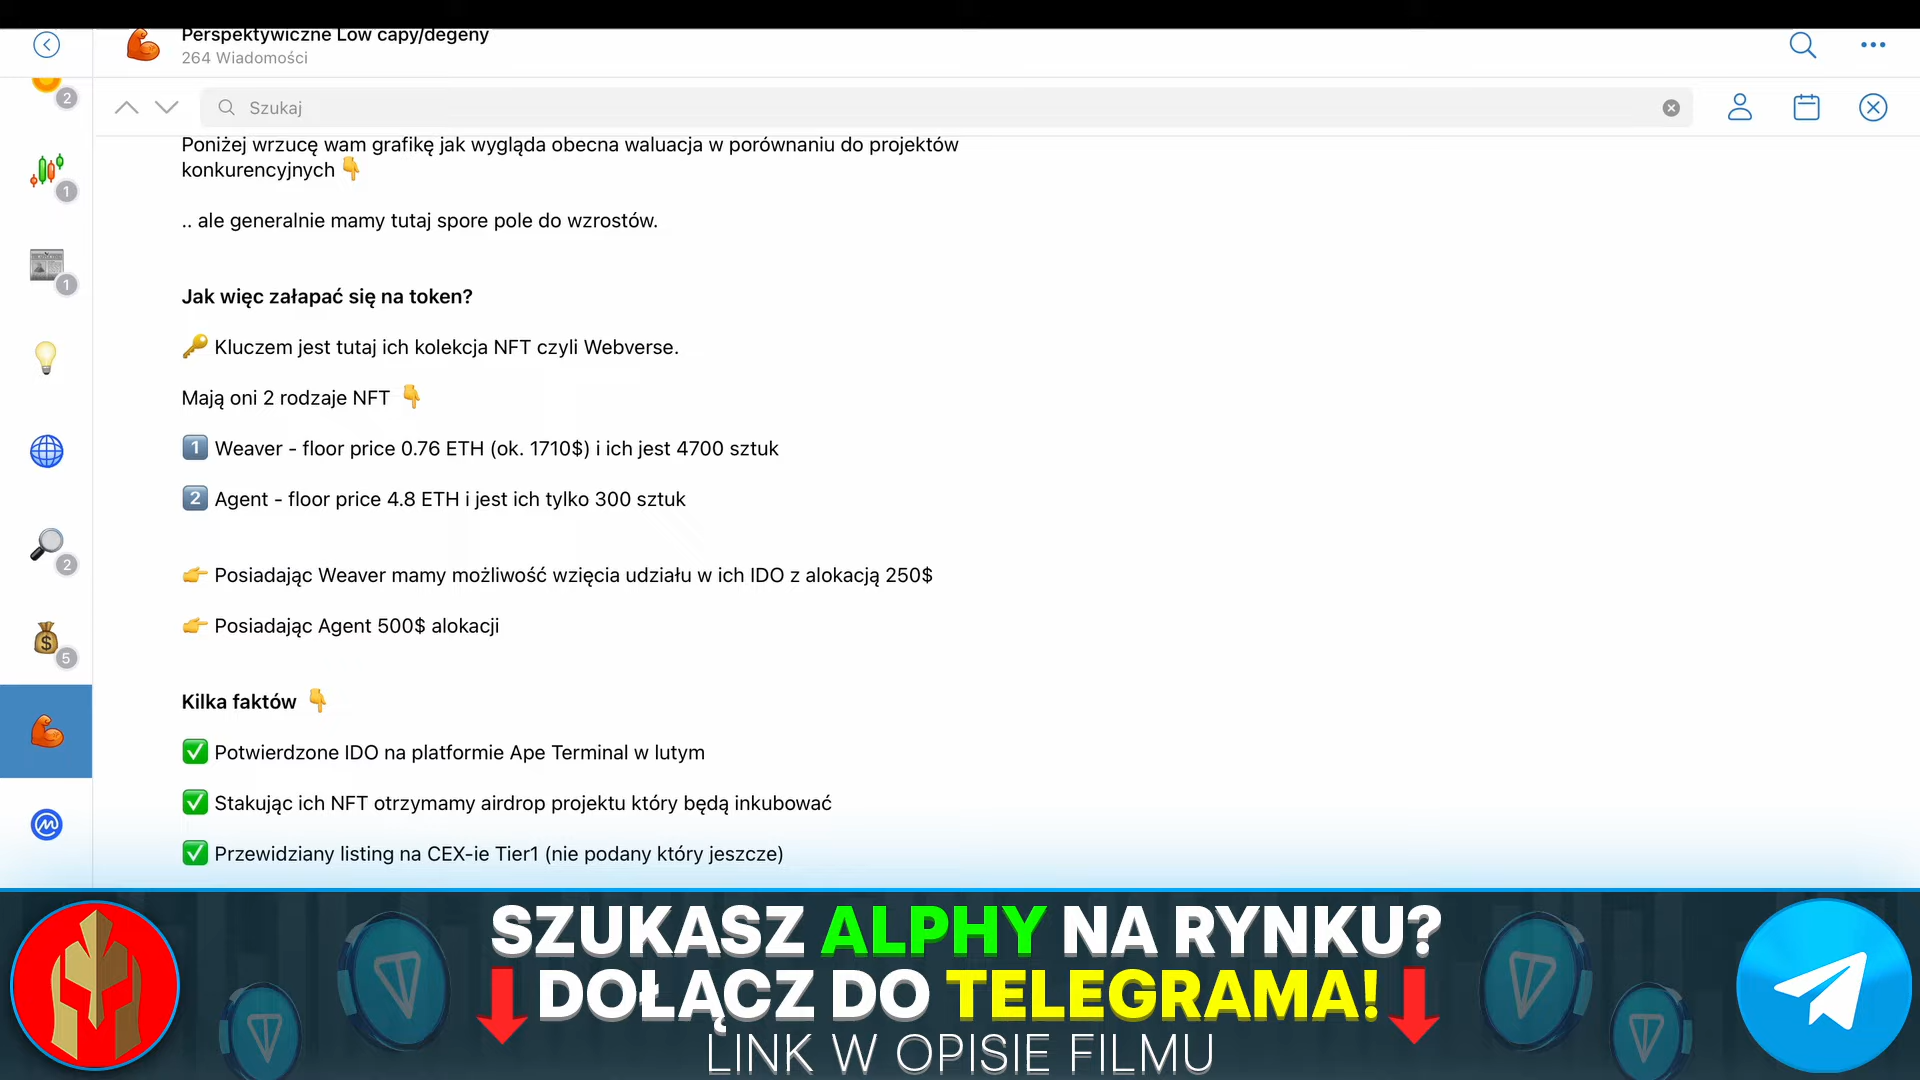 Perspektywiczne Low capy/degeny
264 Wiadomości
2
Szukaj
Poniżej wrzucę wam grafikę jak wygląda obecna waluacja w porównaniu do projektów
konkurencyjnych 👇
1
.. ale generalnie mamy tutaj spore pole do wzrostów.
1
Jak więc załapać się na token?
🔑 Kluczem jest tutaj ich kolekcja NFT czyli Webverse.
Mają oni 2 rodzaje NFT 👇
1️⃣ Weaver - floor price 0.76 ETH (ok. 1710$) i ich jest 4700 sztuk
2️⃣ Agent - floor price 4.8 ETH i jest ich tylko 300 sztuk
2
👉 Posiadając Weaver mamy możliwość wzięcia udziału w ich IDO z alokacją 250$
👉 Posiadając Agent 500$ alokacji
5
Kilka faktów 👇
✅ Potwierdzone IDO na platformie Ape Terminal w lutym
✅ Stakując ich NFT otrzymamy airdrop projektu który będą inkubować
✅ Przewidziany listing na CEX-ie Tier1 (nie podany który jeszcze)
SZUKASZ ALPHY NA RYNKU?
DOŁĄCZ DO TELEGRAMA!
LINK W OPISIE FILMU